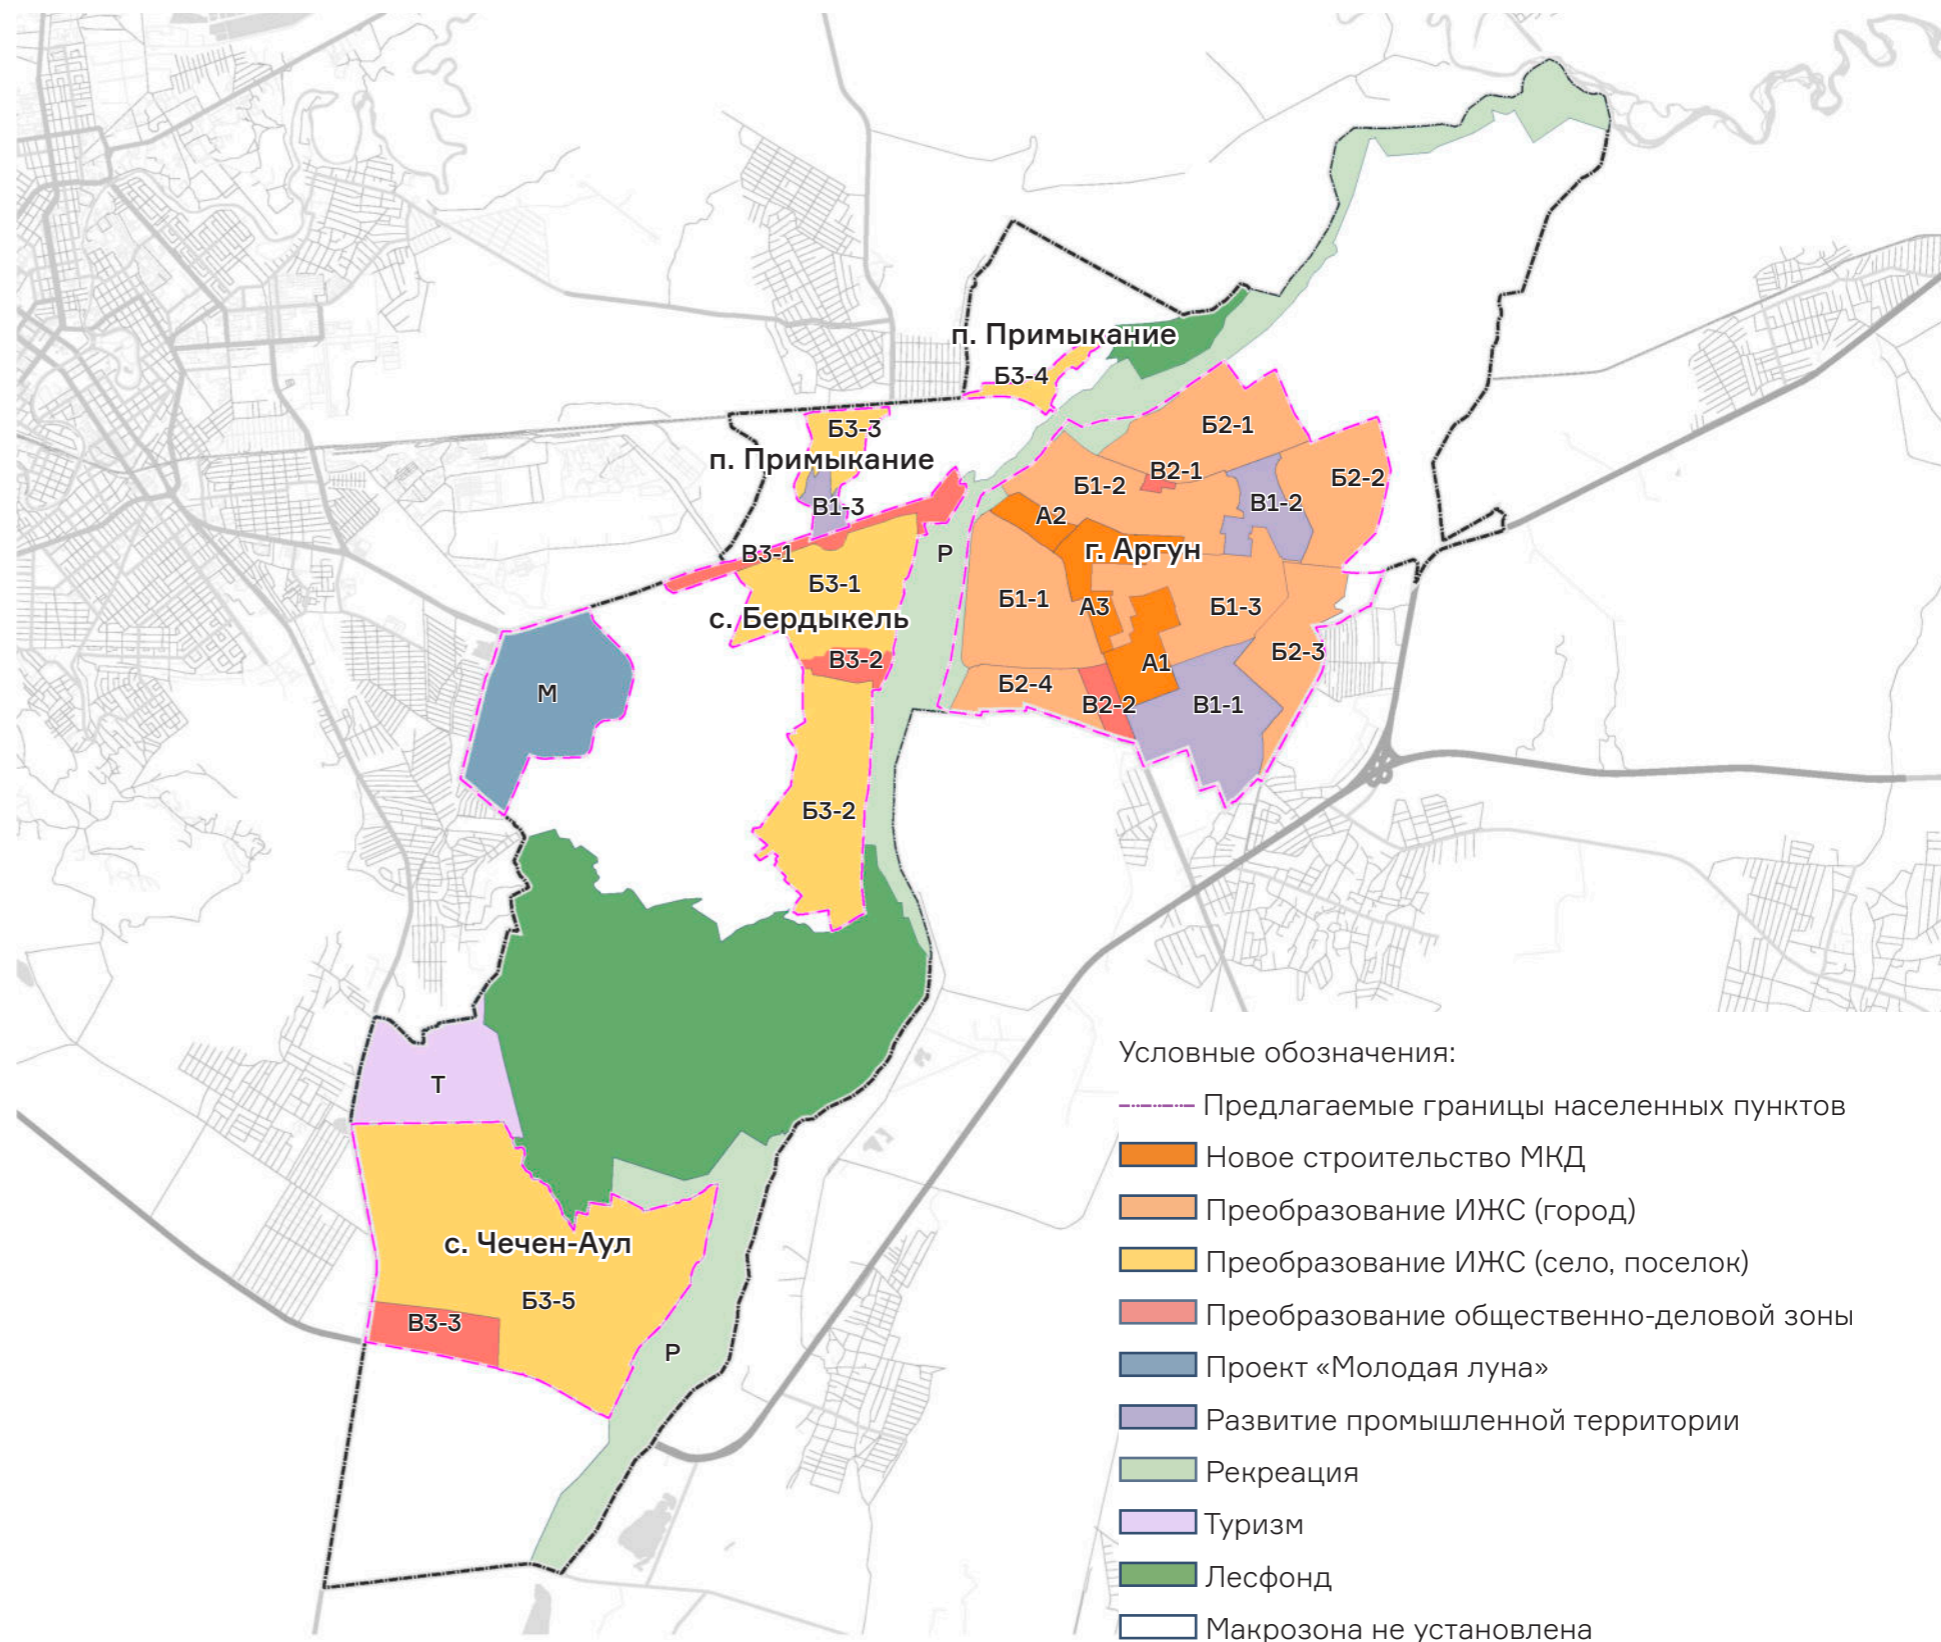 п. Примыкание
Б3-4
Б3-3
Б2-1
п. Примыкание
В2-1
Б2-2
Б1-2
В1-2
В1-3
А2
В3-1
Р
г. Аргун
Б3-1
Б1-1
А3
Б1-3
с. Бердыкель
В3-2
А1
Б2-3
Б2-4
М
В2-2
В1-1
Б3-2
Т
с. Чечен-Аул
Б3-5
В3-3
Р
Условные обозначения:
Предлагаемые границы населенных пунктов
Новое строительство МКД
Преобразование ИЖС (город)
Преобразование ИЖС (село, поселок)
Преобразование общественно-деловой зоны
Проект «Молодая луна»
Развитие промышленной территории
Рекреация
Туризм
Лесфонд
Макрозона не установлена